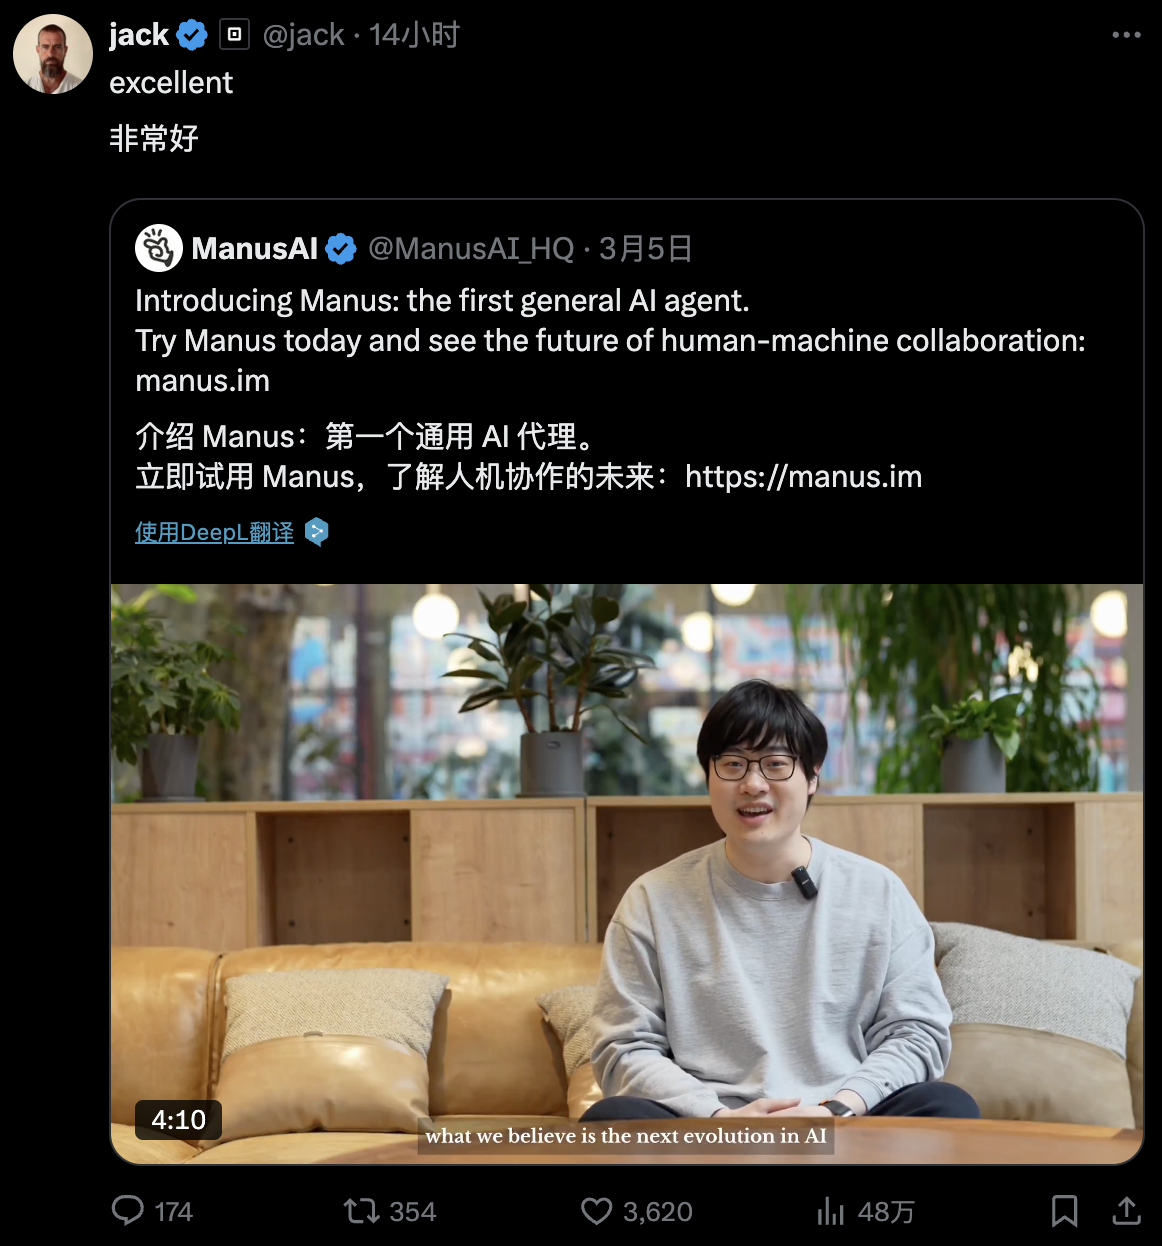 jack @jack · 14小时
excellent
非常好
ManusAI @ManusAI_HQ · 3月5日
Introducing Manus: the first general AI agent.
Try Manus today and see the future of human-machine collaboration:
manus.im
介绍 Manus：第一个通用 AI 代理。
立即试用 Manus，了解人机协作的未来：https://manus.im
使用DeepL翻译
4:10
what we believe is the next evolution in AI
174 354 3,620 48万